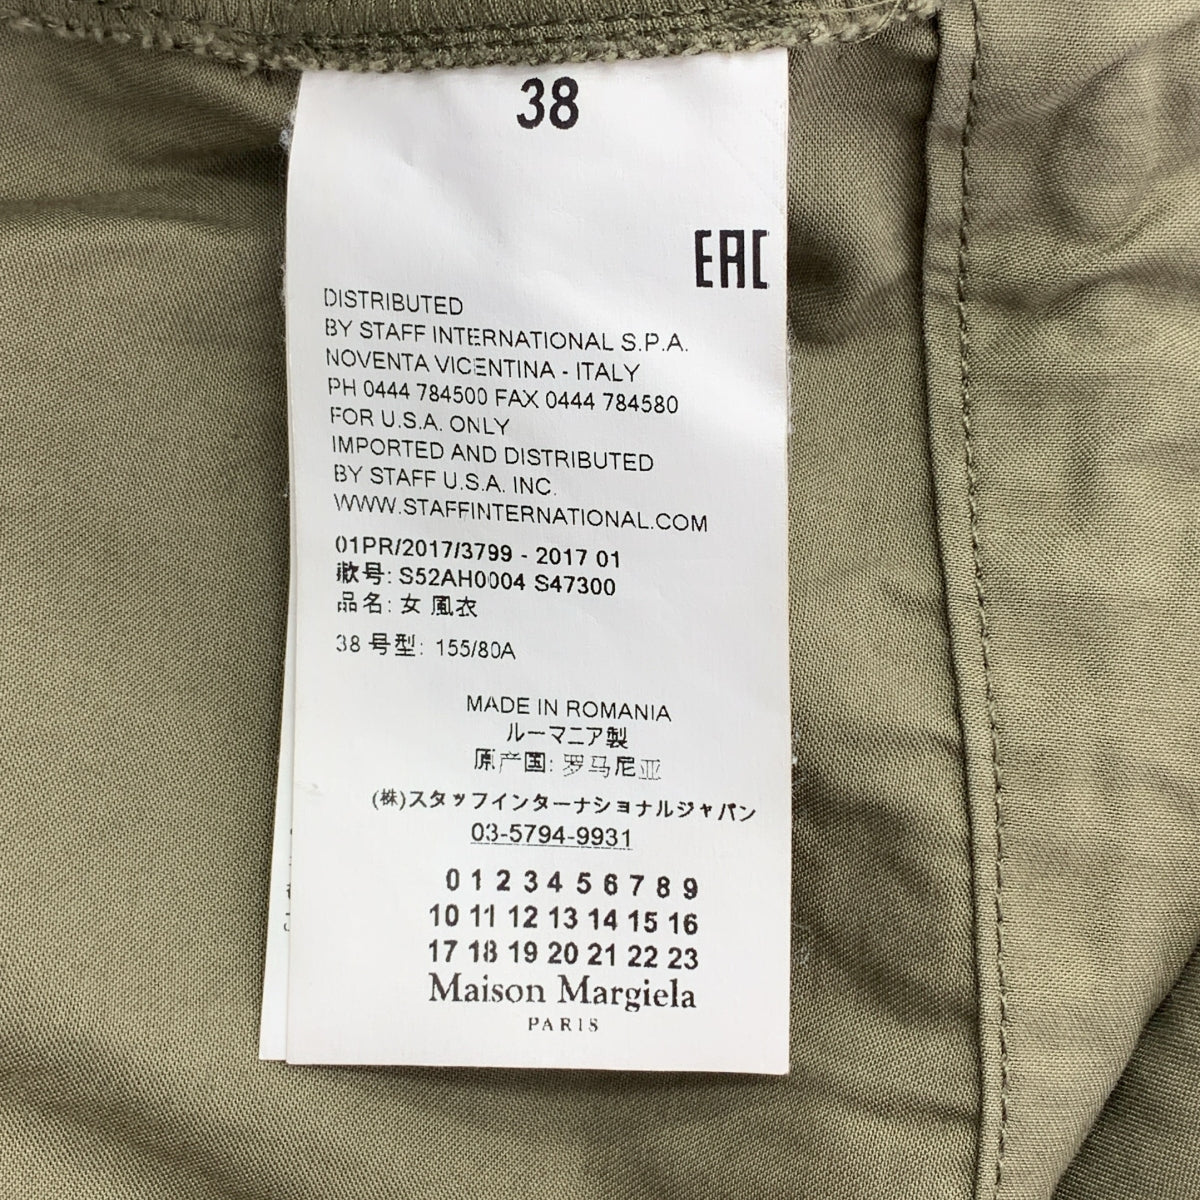 38
EAC
DISTRIBUTED
BY STAFF INTERNATIONAL S.P.A.
NOVENTA VICENTINA - ITALY
PH 0444 784500 FAX 0444 784580
FOR U.S.A. ONLY
IMPORTED AND DISTRIBUTED
BY STAFF U.S.A. INC.
WWW.STAFFINTERNATIONAL.COM
01PR/2017/3799 - 2017 01
款号: S52AH0004 S47300
品名: 女 風衣
38 号型: 155/80A
MADE IN ROMANIA
ルーマニア製
原产国: 罗马尼亚
(株)スタッフインターナショナルジャパン
03-5794-9931
0 1 2 3 4 5 6 7 8 9
10 11 12 13 14 15 16
17 18 19 20 21 22 23
Maison Margiela
PARIS